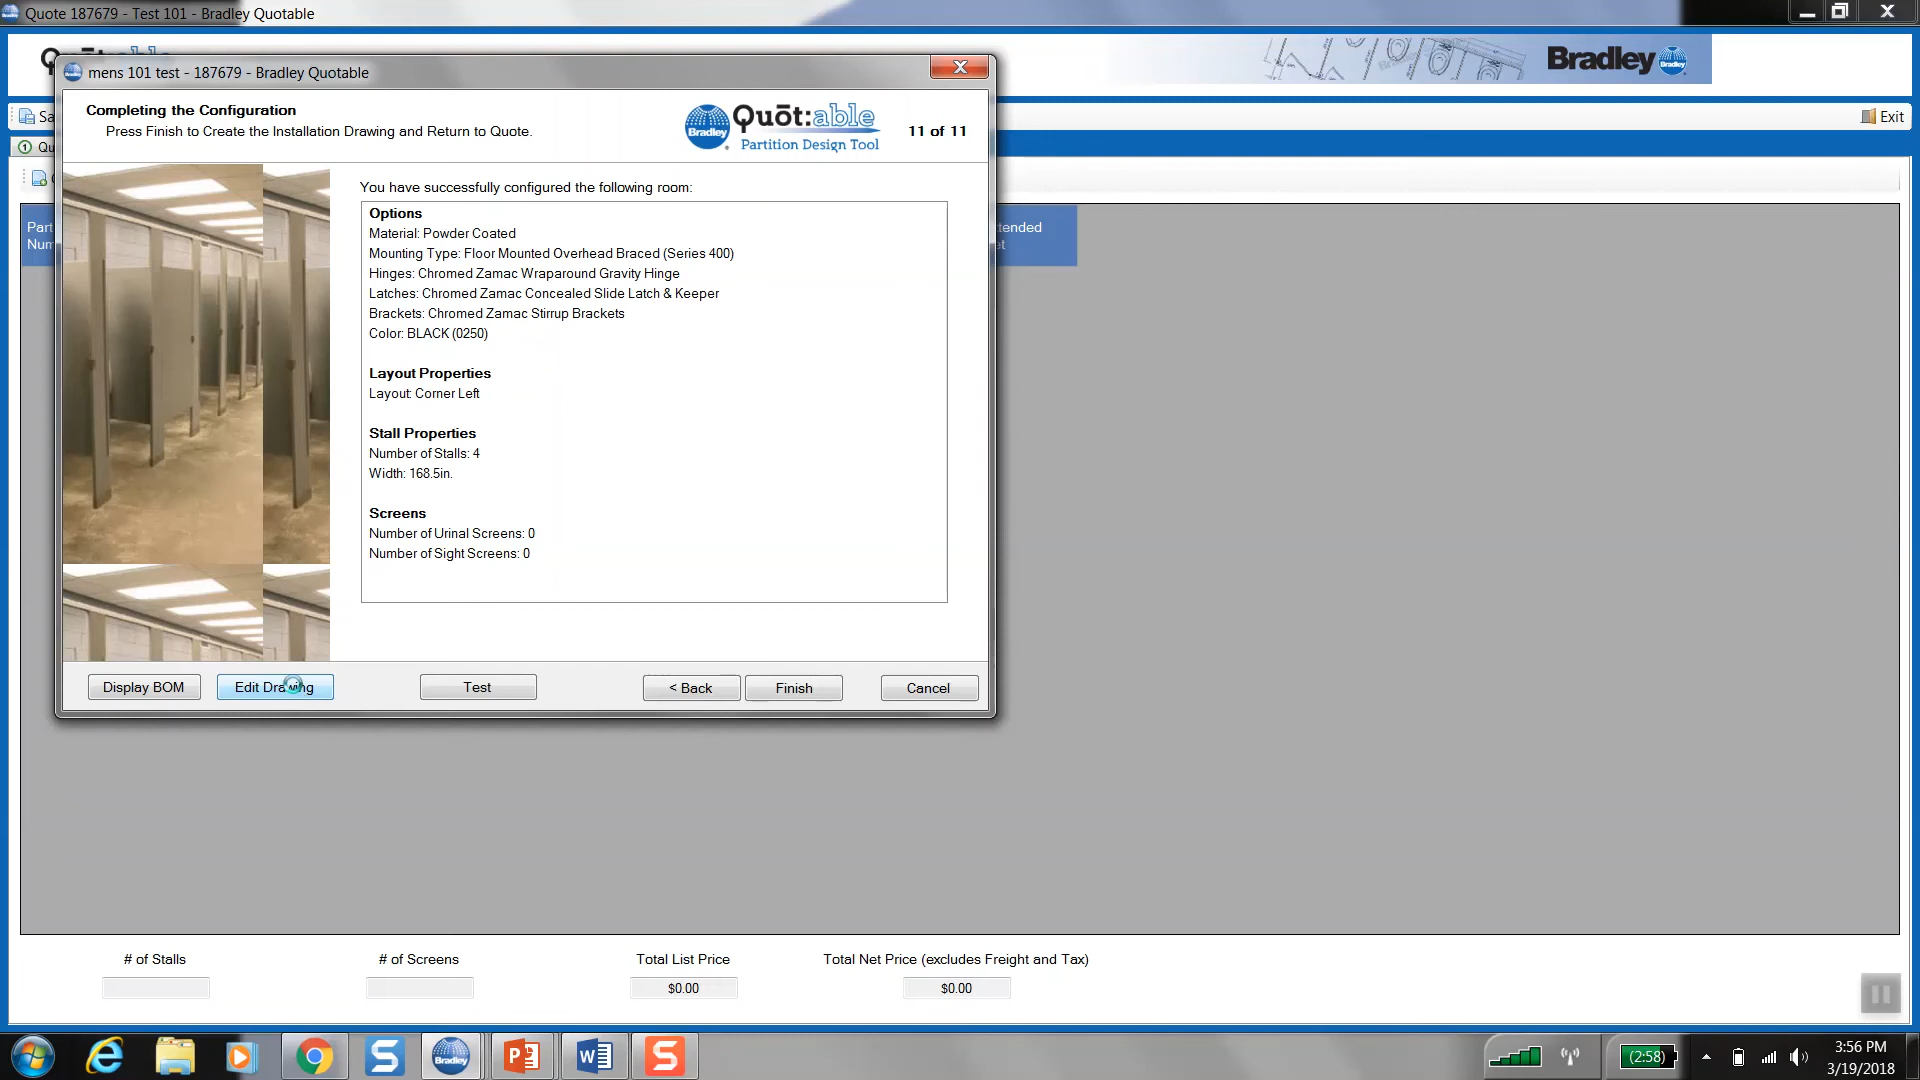 Quote 187679 - Test 101 - Bradley Quotable
Bradley
Bradley
mens 101 test - 187679 - Bradley Quotable
Completing the Configuration
Press Finish to Create the Installation Drawing and Return to Quote.
Bradley
Quōt:able
Partition Design Tool
11 of 11
Exit
You have successfully configured the following room:
Options
Material: Powder Coated
Mounting Type: Floor Mounted Overhead Braced (Series 400)
Hinges: Chromed Zamac Wraparound Gravity Hinge
Latches: Chromed Zamac Concealed Slide Latch & Keeper
Brackets: Chromed Zamac Stirrup Brackets
Color: BLACK (0250)
Layout Properties
Layout: Corner Left
Stall Properties
Number of Stalls: 4
Width: 168.5in.
Screens
Number of Urinal Screens: 0
Number of Sight Screens: 0
Display BOM
Edit Drawing
Test
< Back
Finish
Cancel
# of Stalls
# of Screens
Total List Price
Total Net Price (excludes Freight and Tax)
$0.00
$0.00
Bradley
(2:58)
3:56 PM
3/19/2018